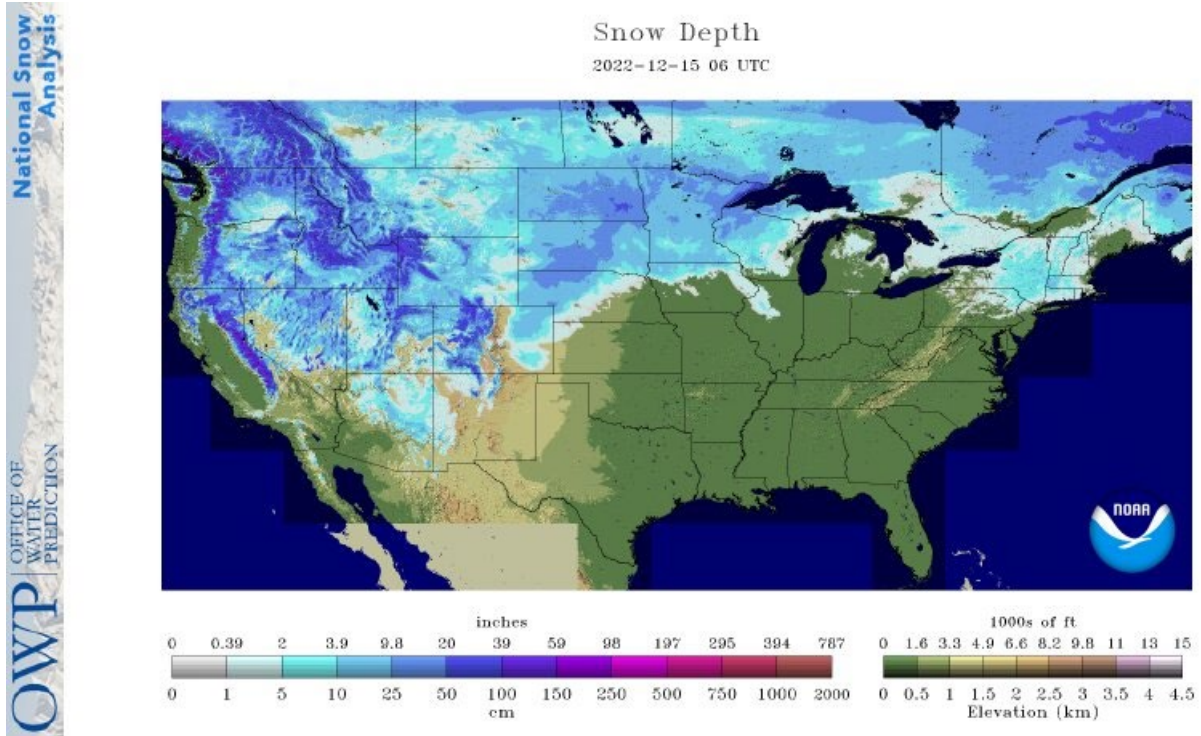 National Snow
Analysis
OWP
OFFICE OF
WATER
PREDICTION
Snow Depth
2022-12-15 06 UTC
NOAA
inches
0 0.39 2 3.9 9.8 20 39 59 98 197 295 394 787
0 1 5 10 25 50 100 150 250 500 750 1000 2000
cm
1000s of ft
0 1.6 3.3 4.9 6.6 8.2 9.8 11 13 15
0 0.5 1 1.5 2 2.5 3 3.5 4 4.5
Elevation (km)